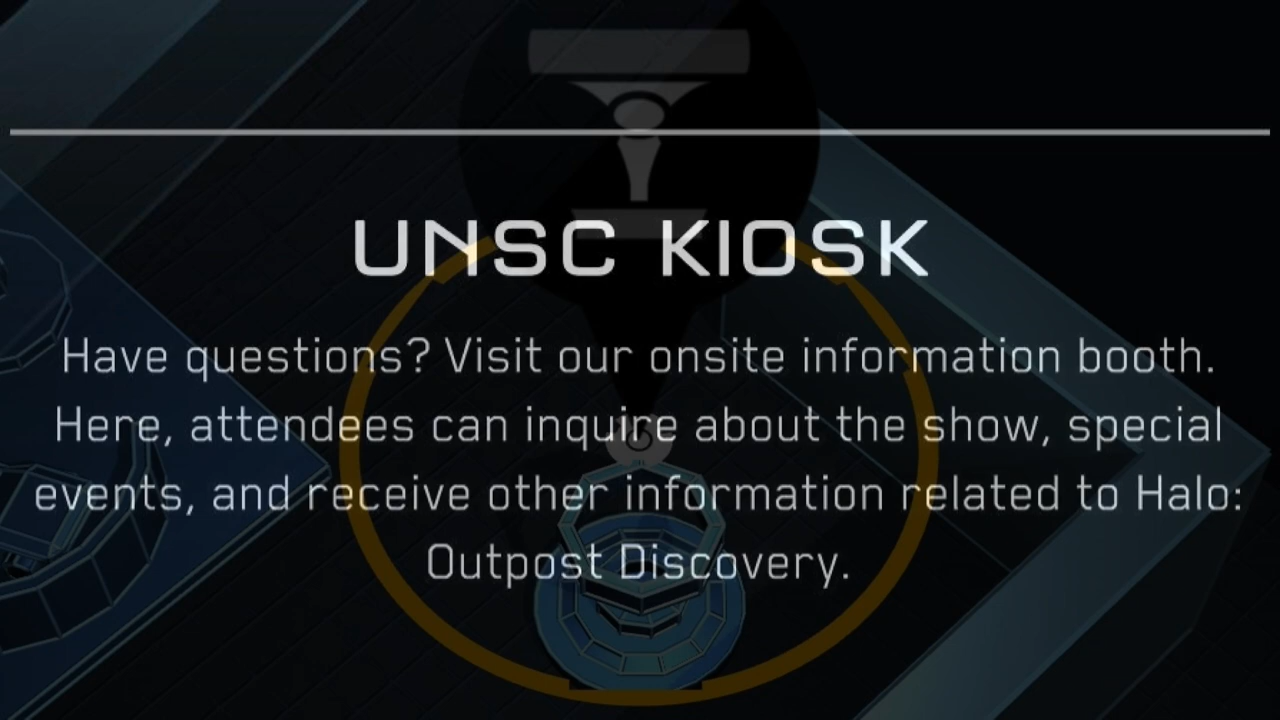 UNSC KIOSK
Have questions? Visit our onsite information booth.
Here, attendees can inquire about the show, special
events, and receive other information related to Halo:
Outpost Discovery.